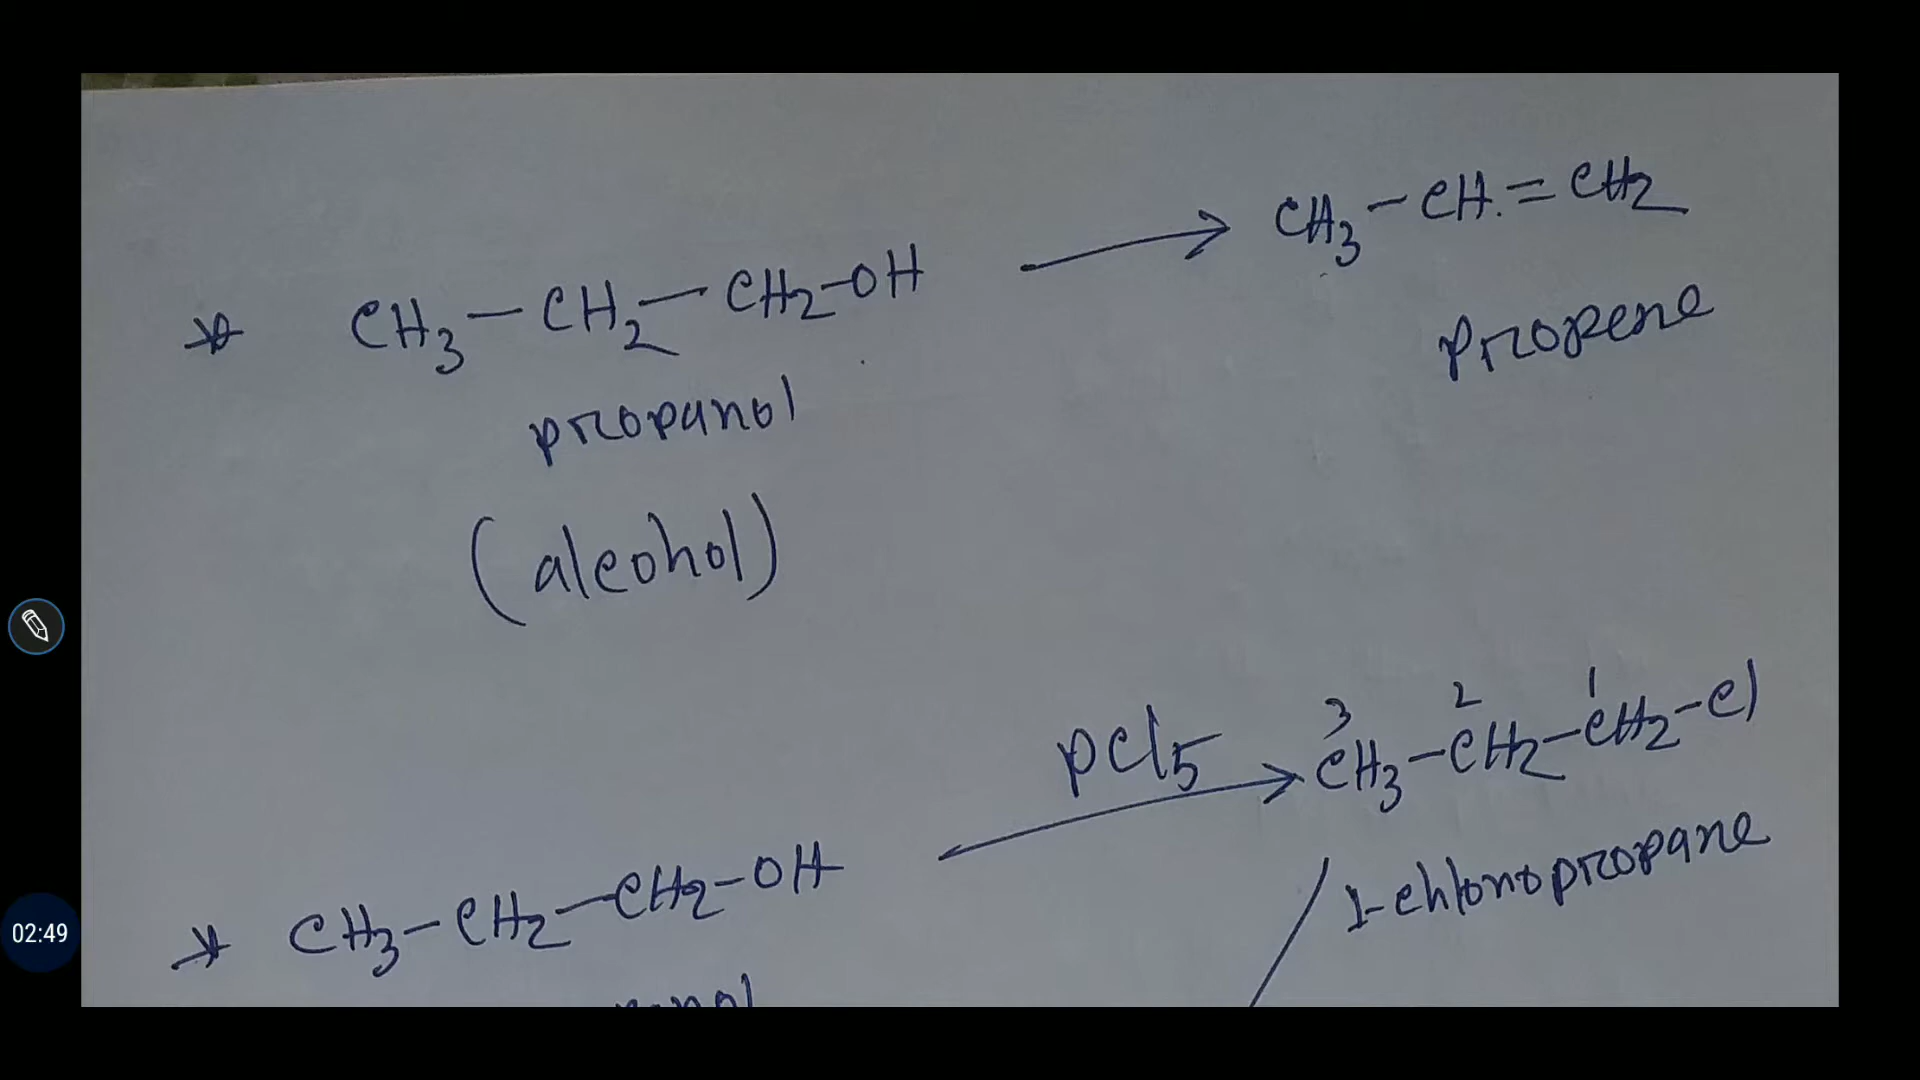 CH3-CH2-CH2-OH → CH3-CH=CH2
propanol
propene
(alcohol)
3 2 1
PCl5
CH3-CH2-CH2-OH → CH3-CH2-CH2-Cl
1-chloropropane
02:49